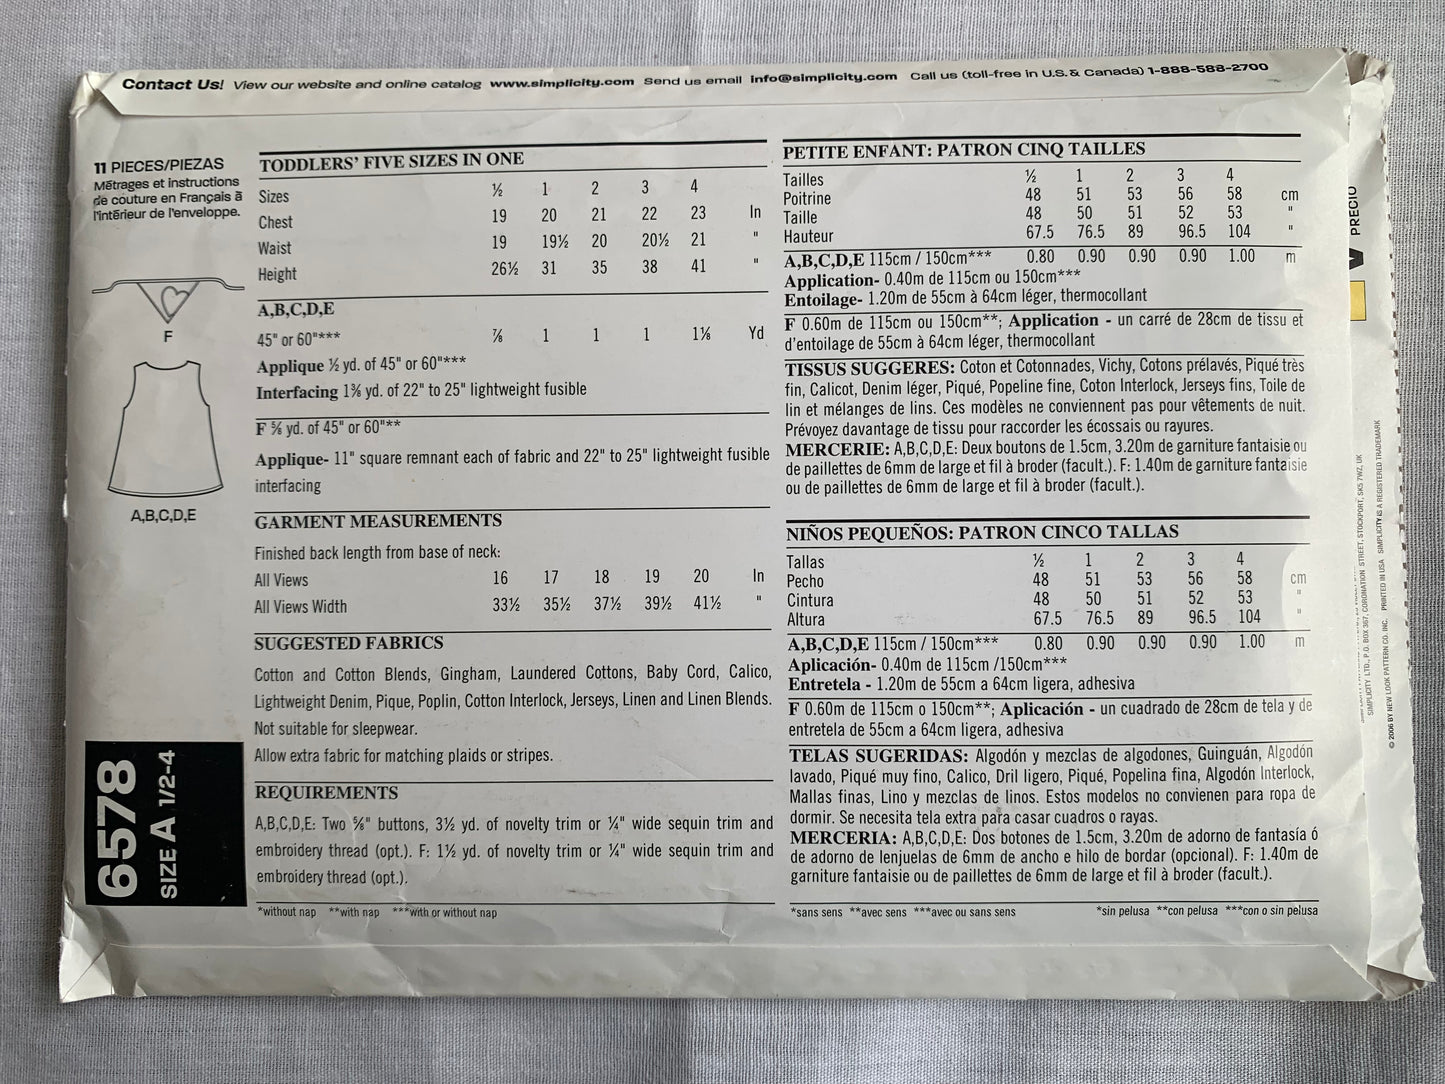 Contact Us! View our website and online catalog www.simplicity.com Send us email info@simplicity.com Call us (toll-free in U.S. & Canada) 1-888-588-2700
11 PIECES/PIEZAS
Métrages et instructions
de couture en Français à
l'intérieur de l'enveloppe.
F
A,B,C,D,E
6578
SIZE A 1/2-4
TODDLERS' FIVE SIZES IN ONE
Sizes ½ 1 2 3 4
Chest 19 20 21 22 23 In
Waist 19 19½ 20 20½ 21 "
Height 26½ 31 35 38 41 "
A,B,C,D,E
45" or 60"*** ⅞ 1 1 1 1⅛ Yd
Applique ½ yd. of 45" or 60"***
Interfacing 1⅜ yd. of 22" to 25" lightweight fusible
F ⅝ yd. of 45" or 60"**
Applique- 11" square remnant each of fabric and 22" to 25" lightweight fusible
interfacing
GARMENT MEASUREMENTS
Finished back length from base of neck:
All Views 16 17 18 19 20 In
All Views Width 33½ 35½ 37½ 39½ 41½ "
SUGGESTED FABRICS
Cotton and Cotton Blends, Gingham, Laundered Cottons, Baby Cord, Calico,
Lightweight Denim, Pique, Poplin, Cotton Interlock, Jerseys, Linen and Linen Blends.
Not suitable for sleepwear.
Allow extra fabric for matching plaids or stripes.
REQUIREMENTS
A,B,C,D,E: Two ⅝" buttons, 3½ yd. of novelty trim or ¼" wide sequin trim and
embroidery thread (opt.). F: 1½ yd. of novelty trim or ¼" wide sequin trim and
embroidery thread (opt.).
*without nap **with nap ***with or without nap
PETITE ENFANT: PATRON CINQ TAILLES
Tailles ½ 1 2 3 4
Poitrine 48 51 53 56 58 cm
Taille 48 50 51 52 53 "
Hauteur 67.5 76.5 89 96.5 104 "
A,B,C,D,E 115cm / 150cm*** 0.80 0.90 0.90 0.90 1.00 m
Application- 0.40m de 115cm ou 150cm***
Entoilage- 1.20m de 55cm à 64cm léger, thermocollant
F 0.60m de 115cm ou 150cm**; Application - un carré de 28cm de tissu et
d'entoilage de 55cm à 64cm léger, thermocollant
TISSUS SUGGERES: Coton et Cotonnades, Vichy, Cotons prélavés, Piqué très
fin, Calicot, Denim léger, Piqué, Popeline fine, Coton Interlock, Jerseys fins, Toile de
lin et mélanges de lins. Ces modèles ne conviennent pas pour vêtements de nuit.
Prévoyez davantage de tissu pour raccorder les écossais ou rayures.
MERCERIE: A,B,C,D,E: Deux boutons de 1.5cm, 3.20m de garniture fantaisie ou
de paillettes de 6mm de large et fil à broder (facult.). F: 1.40m de garniture fantaisie
ou de paillettes de 6mm de large et fil à broder (facult.).
NIÑOS PEQUEÑOS: PATRON CINCO TALLAS
Tallas ½ 1 2 3 4
Pecho 48 51 53 56 58 cm
Cintura 48 50 51 52 53 "
Altura 67.5 76.5 89 96.5 104 "
A,B,C,D,E 115cm / 150cm*** 0.80 0.90 0.90 0.90 1.00 m
Aplicación- 0.40m de 115cm /150cm***
Entretela - 1.20m de 55cm a 64cm ligera, adhesiva
F 0.60m de 115cm o 150cm**; Aplicación - un cuadrado de 28cm de tela y de
entretela de 55cm a 64cm ligera, adhesiva
TELAS SUGERIDAS: Algodón y mezclas de algodones, Guinguán, Algodón
lavado, Piqué muy fino, Calico, Dril ligero, Piqué, Popelina fina, Algodón Interlock,
Mallas finas, Lino y mezclas de linos. Estos modelos no convienen para ropa de
dormir. Se necesita tela extra para casar cuadros o rayas.
MERCERIA: A,B,C,D,E: Dos botones de 1.5cm, 3.20m de adorno de fantasía ó
de adorno de lenjuelas de 6mm de ancho e hilo de bordar (opcional). F: 1.40m de
garniture fantaisie ou de paillettes de 6mm de large et fil à broder (facult.).
*sans sens **avec sens ***avec ou sans sens *sin pelusa **con pelusa ***con o sin pelusa
PRECIO
SIMPLICITY LTD., P.O. BOX 367, CORONATION STREET, STOCKPORT, SK5 7WZ, UK
© 2006 BY NEW LOOK PATTERN CO. INC. PRINTED IN USA SIMPLICITY IS A REGISTERED TRADEMARK